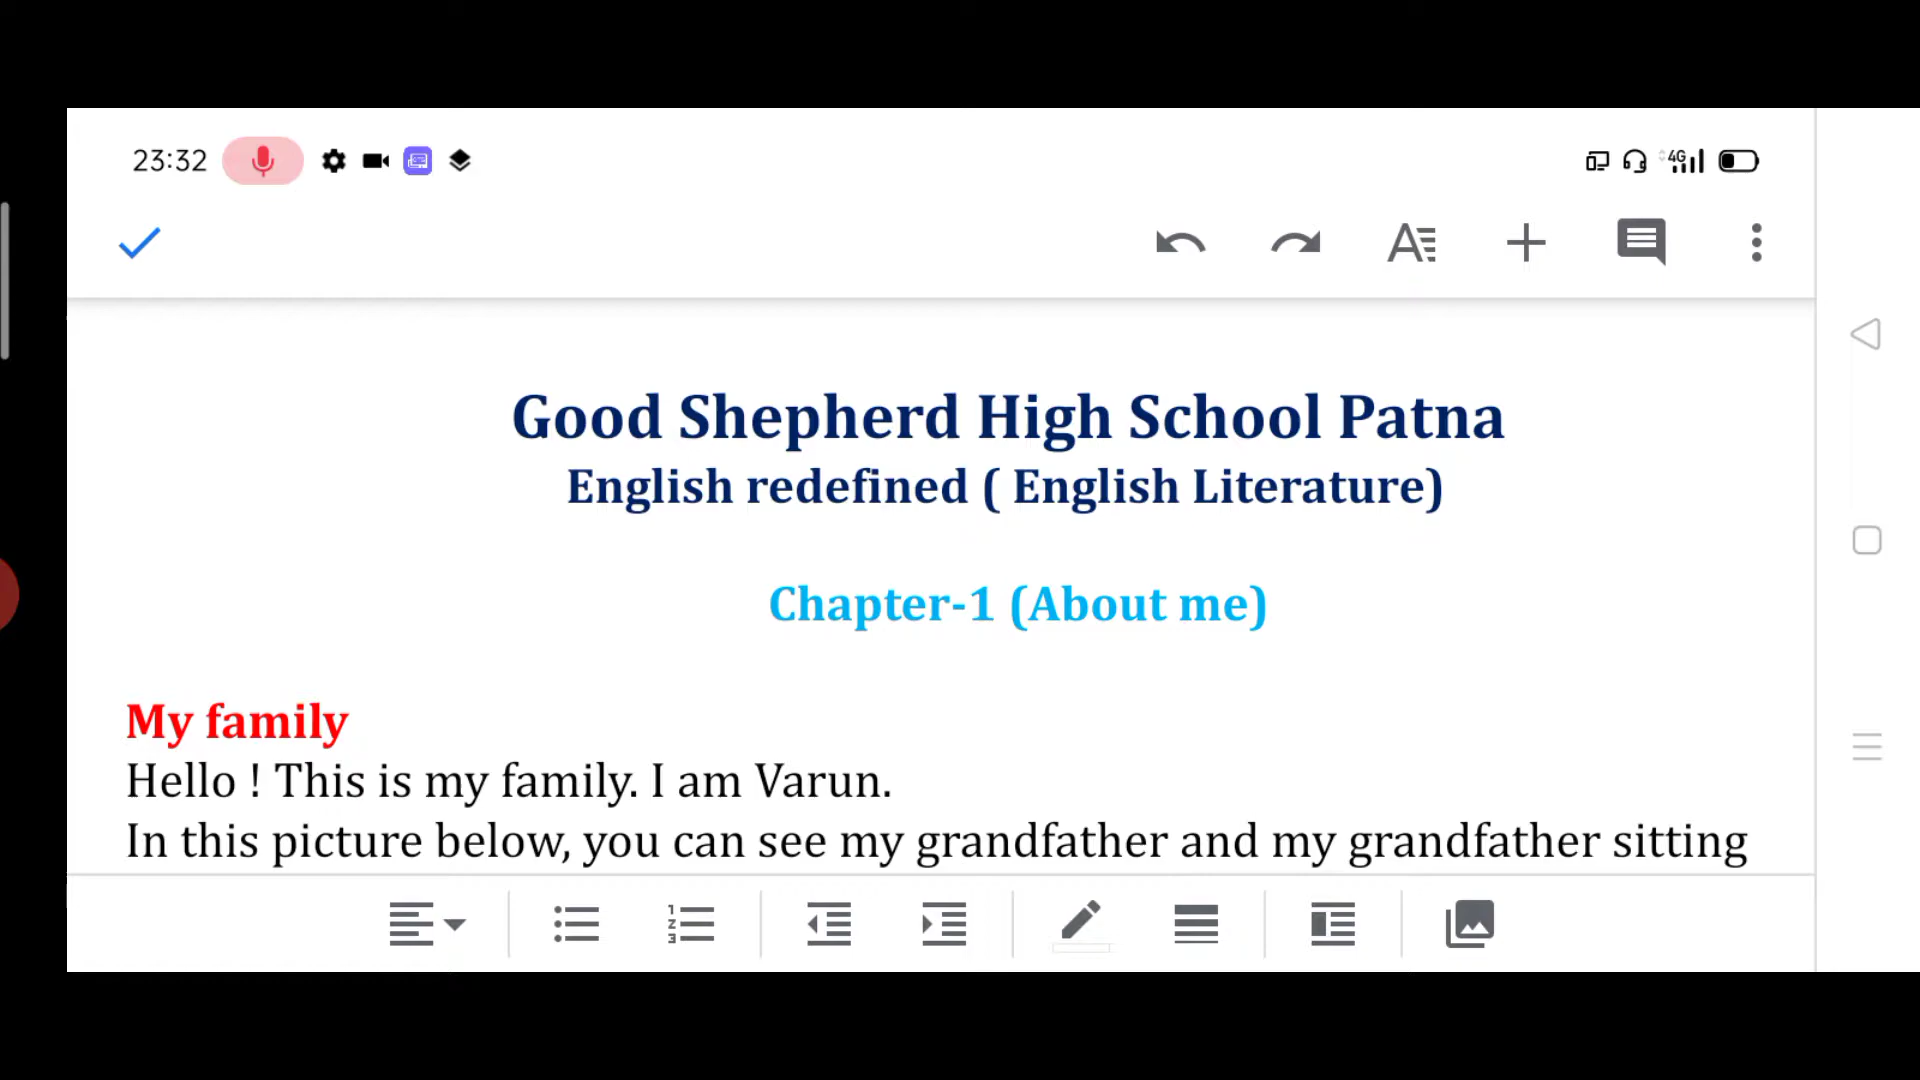 23:32
4G
Good Shepherd High School Patna
English redefined ( English Literature)
Chapter-1 (About me)
My family
Hello ! This is my family. I am Varun.
In this picture below, you can see my grandfather and my grandfather sitting